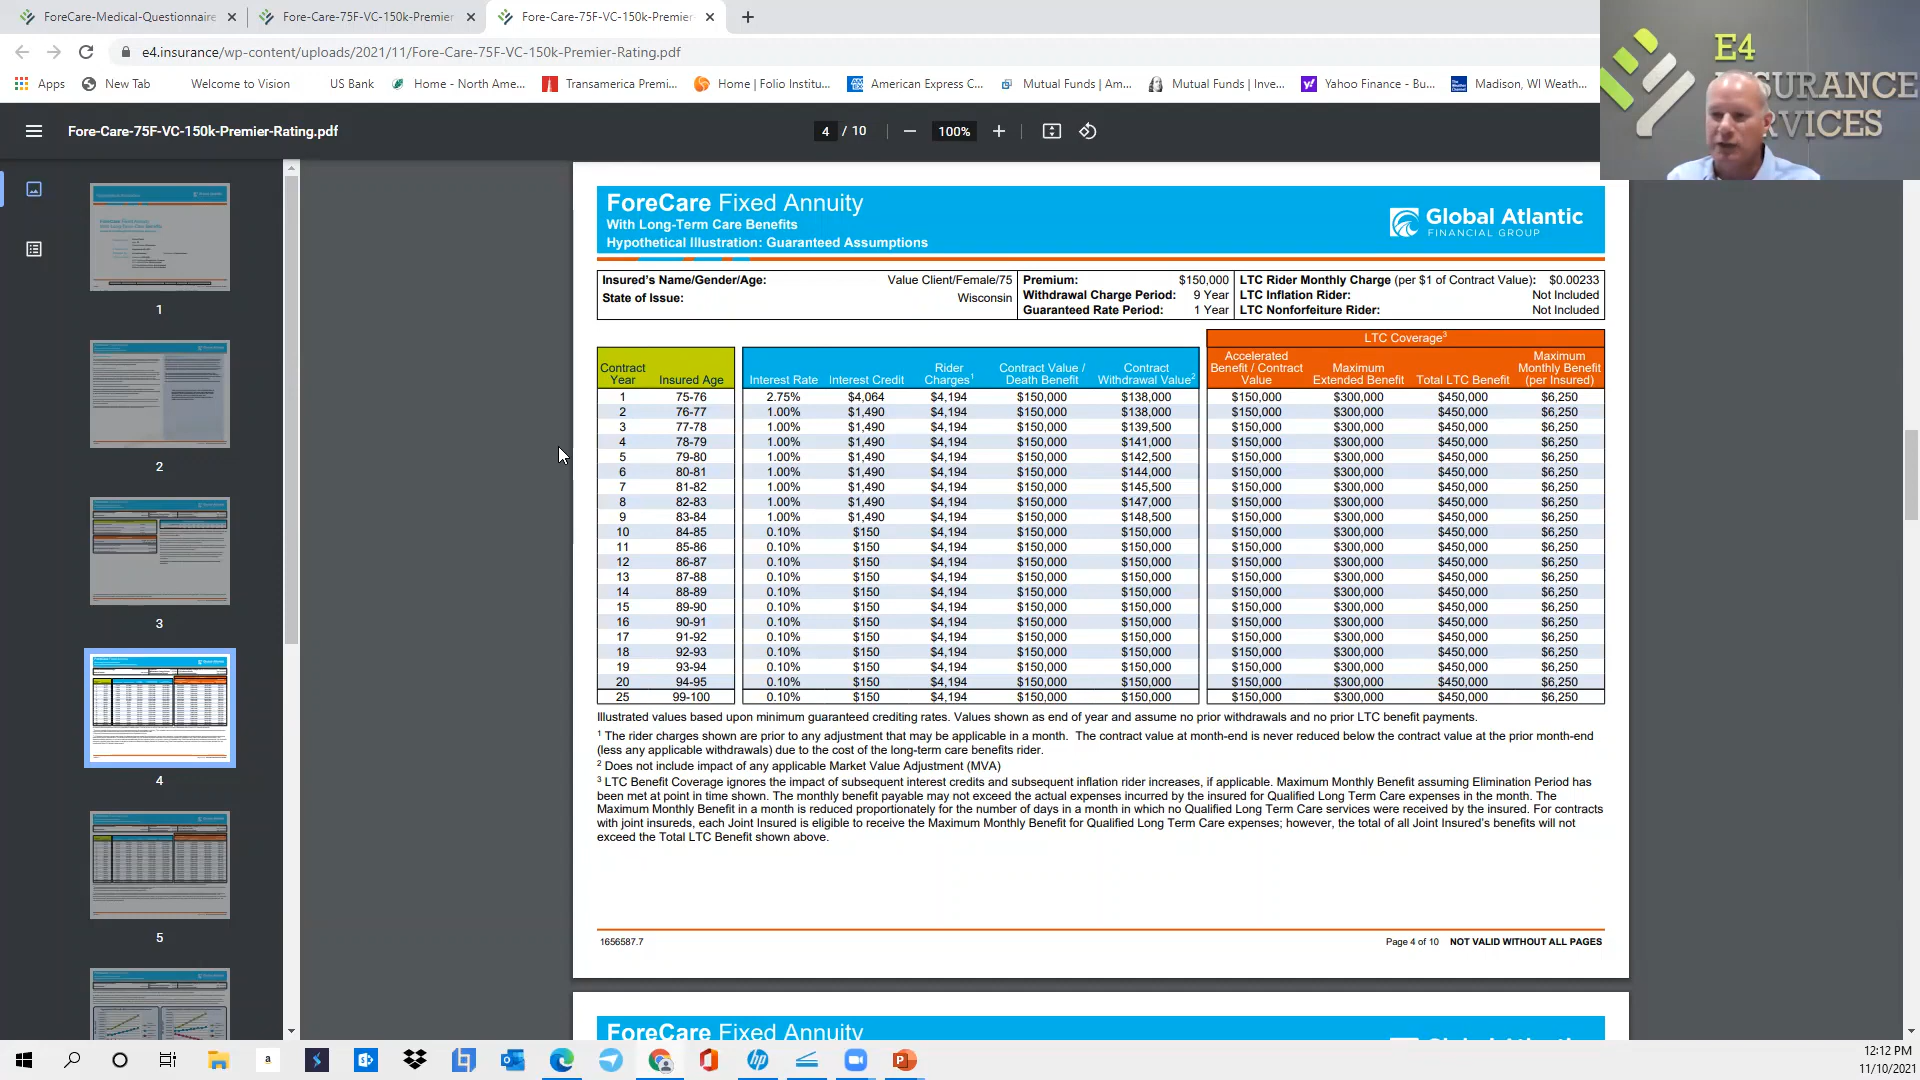 ForeCare-Medical-Questionnaire
Fore-Care-75F-VC-150k-Premier
Fore-Care-75F-VC-150k-Premier-
e4.insurance/wp-content/uploads/2021/11/Fore-Care-75F-VC-150k-Premier-Rating.pdf
Apps New Tab Welcome to Vision US Bank Home - North Ame... Transamerica Premi... Home | Folio Institu... American Express C... Mutual Funds | Am... Mutual Funds | Inve... Yahoo Finance - Bu... Madison, WI Weath...
E4
INSURANCE
Fore-Care-75F-VC-150k-Premier-Rating.pdf
4 / 10
100%
1
2
3
4
5
ForeCare Fixed Annuity
With Long-Term Care Benefits
Hypothetical Illustration: Guaranteed Assumptions
Global Atlantic
FINANCIAL GROUP
Insured's Name/Gender/Age: Value Client/Female/75
State of Issue: Wisconsin
Premium: $150,000
Withdrawal Charge Period: 9 Year
Guaranteed Rate Period: 1 Year
LTC Rider Monthly Charge (per $1 of Contract Value): $0.00233
LTC Inflation Rider: Not Included
LTC Nonforfeiture Rider: Not Included
LTC Coverage3
Contract Year Insured Age Interest Rate Interest Credit Rider Charges1 Contract Value / Death Benefit Contract Withdrawal Value2 Accelerated Benefit / Contract Value Maximum Extended Benefit Total LTC Benefit Maximum Monthly Benefit (per Insured)
1 75-76 2.75% $4,064 $4,194 $150,000 $138,000 $150,000 $300,000 $450,000 $6,250
2 76-77 1.00% $1,490 $4,194 $150,000 $138,000 $150,000 $300,000 $450,000 $6,250
3 77-78 1.00% $1,490 $4,194 $150,000 $139,500 $150,000 $300,000 $450,000 $6,250
4 78-79 1.00% $1,490 $4,194 $150,000 $141,000 $150,000 $300,000 $450,000 $6,250
5 79-80 1.00% $1,490 $4,194 $150,000 $142,500 $150,000 $300,000 $450,000 $6,250
6 80-81 1.00% $1,490 $4,194 $150,000 $144,000 $150,000 $300,000 $450,000 $6,250
7 81-82 1.00% $1,490 $4,194 $150,000 $145,500 $150,000 $300,000 $450,000 $6,250
8 82-83 1.00% $1,490 $4,194 $150,000 $147,000 $150,000 $300,000 $450,000 $6,250
9 83-84 1.00% $1,490 $4,194 $150,000 $148,500 $150,000 $300,000 $450,000 $6,250
10 84-85 0.10% $150 $4,194 $150,000 $150,000 $150,000 $300,000 $450,000 $6,250
11 85-86 0.10% $150 $4,194 $150,000 $150,000 $150,000 $300,000 $450,000 $6,250
12 86-87 0.10% $150 $4,194 $150,000 $150,000 $150,000 $300,000 $450,000 $6,250
13 87-88 0.10% $150 $4,194 $150,000 $150,000 $150,000 $300,000 $450,000 $6,250
14 88-89 0.10% $150 $4,194 $150,000 $150,000 $150,000 $300,000 $450,000 $6,250
15 89-90 0.10% $150 $4,194 $150,000 $150,000 $150,000 $300,000 $450,000 $6,250
16 90-91 0.10% $150 $4,194 $150,000 $150,000 $150,000 $300,000 $450,000 $6,250
17 91-92 0.10% $150 $4,194 $150,000 $150,000 $150,000 $300,000 $450,000 $6,250
18 92-93 0.10% $150 $4,194 $150,000 $150,000 $150,000 $300,000 $450,000 $6,250
19 93-94 0.10% $150 $4,194 $150,000 $150,000 $150,000 $300,000 $450,000 $6,250
20 94-95 0.10% $150 $4,194 $150,000 $150,000 $150,000 $300,000 $450,000 $6,250
25 99-100 0.10% $150 $4,194 $150,000 $150,000 $150,000 $300,000 $450,000 $6,250
Illustrated values based upon minimum guaranteed crediting rates. Values shown as end of year and assume no prior withdrawals and no prior LTC benefit payments.
1 The rider charges shown are prior to any adjustment that may be applicable in a month. The contract value at month-end is never reduced below the contract value at the prior month-end
(less any applicable withdrawals) due to the cost of the long-term care benefits rider.
2 Does not include impact of any applicable Market Value Adjustment (MVA)
3 LTC Benefit Coverage ignores the impact of subsequent interest credits and subsequent inflation rider increases, if applicable. Maximum Monthly Benefit assuming Elimination Period has
been met at point in time shown. The monthly benefit payable may not exceed the actual expenses incurred by the insured for Qualified Long Term Care expenses in the month. The
Maximum Monthly Benefit in a month is reduced proportionately for the number of days in a month in which no Qualified Long Term Care services were received by the insured. For contracts
with joint insureds, each Joint Insured is eligible to receive the Maximum Monthly Benefit for Qualified Long Term Care expenses; however, the total of all Joint Insured's benefits will not
exceed the Total LTC Benefit shown above.
1656587.7
Page 4 of 10 NOT VALID WITHOUT ALL PAGES
ForeCare Fixed Annuity
12:12 PM
11/10/2021